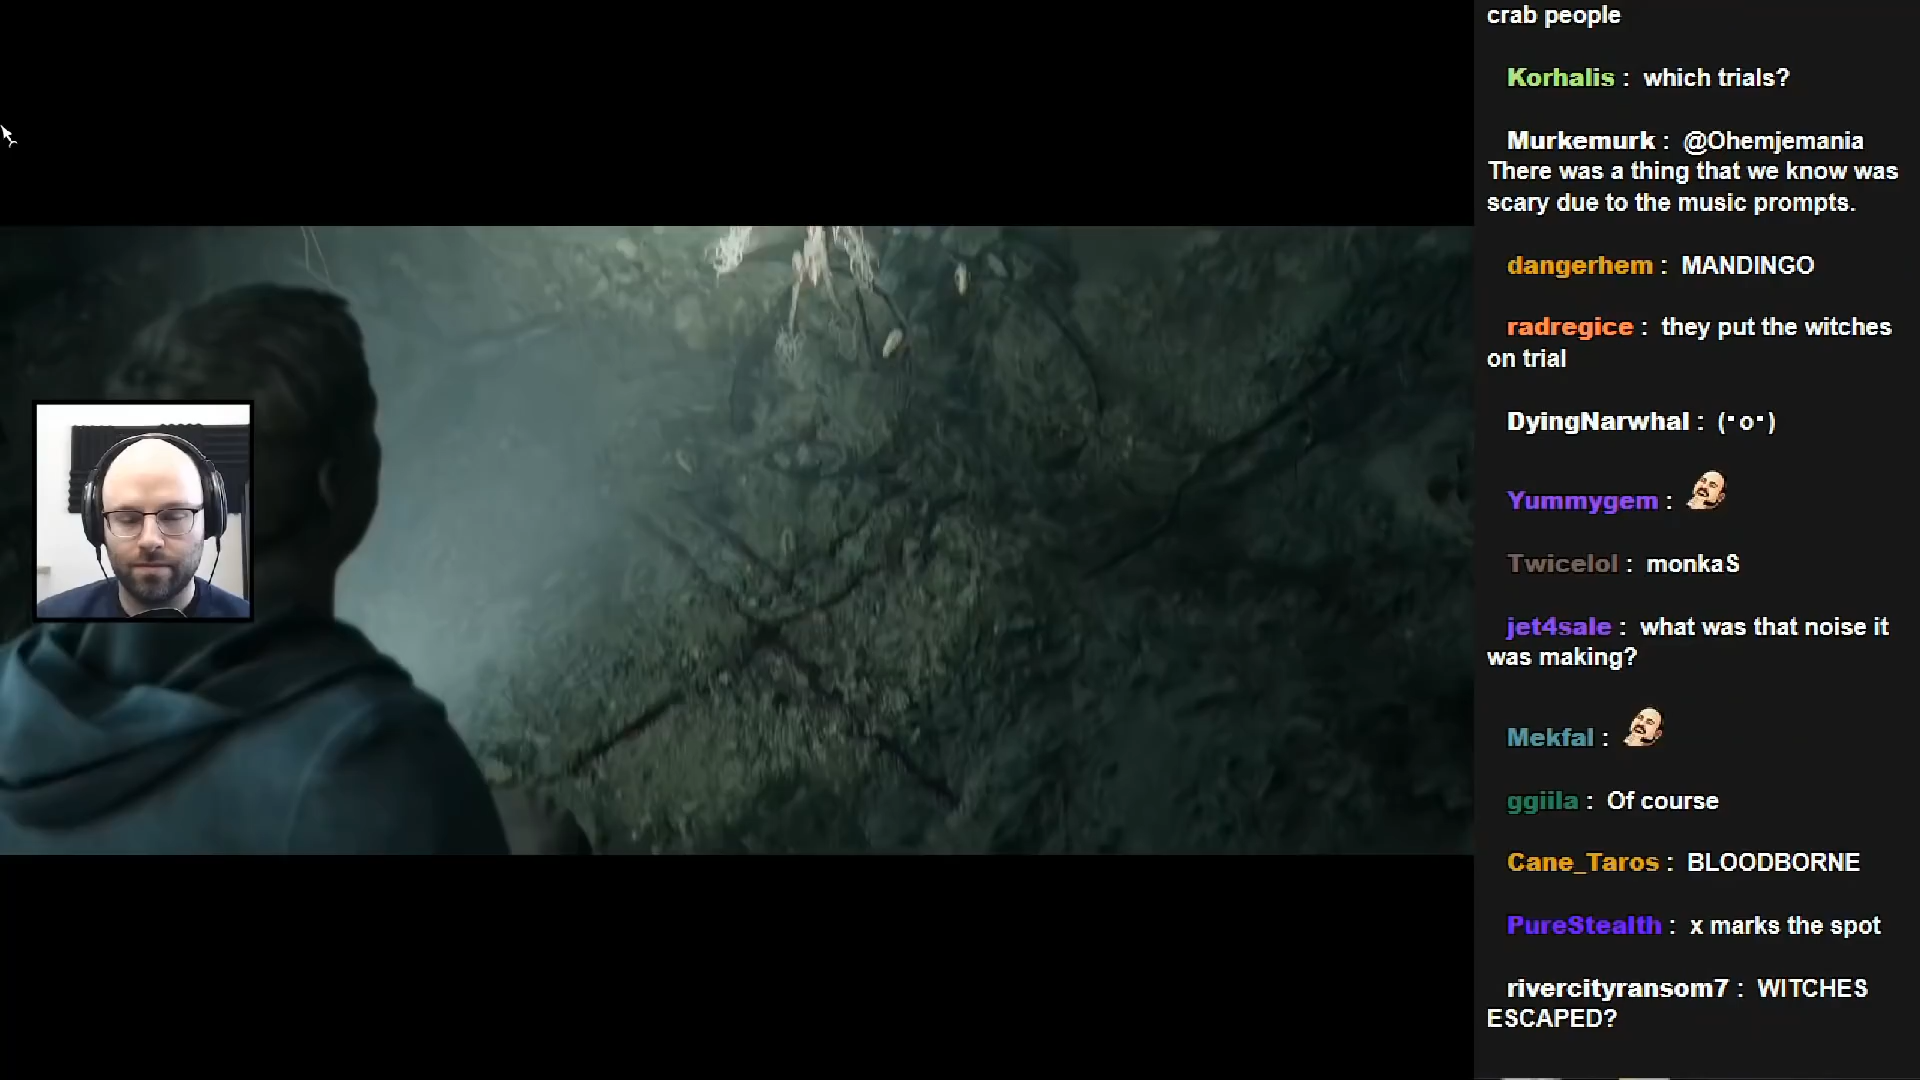 crab people
Korhalis : which trials?
Murkemurk : @Ohemjemania
There was a thing that we know was
scary due to the music prompts.
dangerhem : MANDINGO
radregice : they put the witches
on trial
DyingNarwhal : (･o･)
Yummygem :
Twicelol : monkaS
jet4sale : what was that noise it
was making?
Mekfal :
ggiila : Of course
Cane_Taros : BLOODBORNE
PureStealth : x marks the spot
rivercityransom7 : WITCHES
ESCAPED?